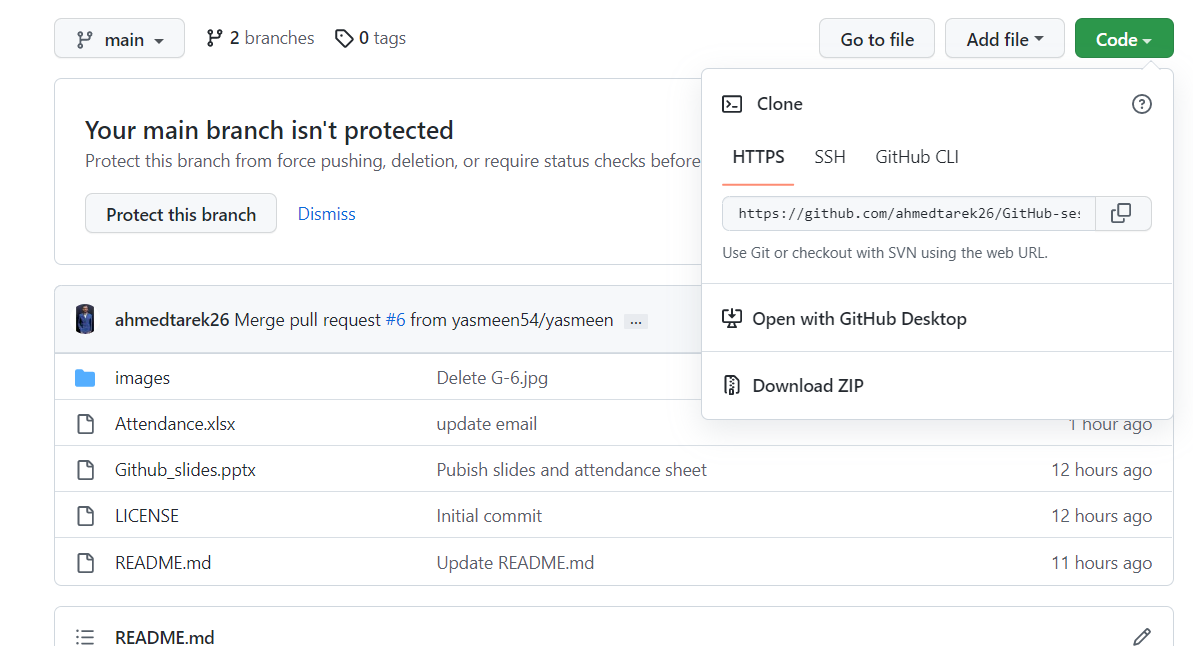 main 2 branches 0 tags Go to file Add file Code
Clone
Your main branch isn't protected
Protect this branch from force pushing, deletion, or require status checks before
HTTPS SSH GitHub CLI
Protect this branch Dismiss
https://github.com/ahmedtarek26/GitHub-ses
Use Git or checkout with SVN using the web URL.
ahmedtarek26 Merge pull request #6 from yasmeen54/yasmeen ...
Open with GitHub Desktop
images Delete G-6.jpg
Download ZIP
Attendance.xlsx update email 1 hour ago
Github_slides.pptx Pubish slides and attendance sheet 12 hours ago
LICENSE Initial commit 12 hours ago
README.md Update README.md 11 hours ago
README.md